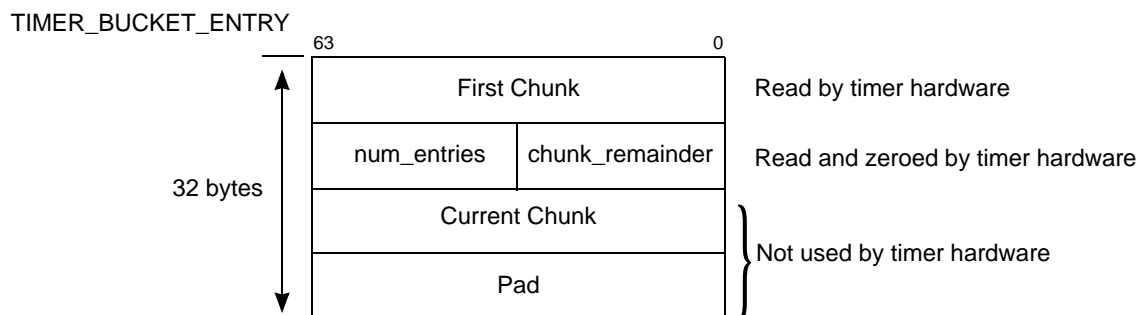 TIMER_BUCKET_ENTRY
63 0
First Chunk Read by timer hardware
num_entries chunk_remainder Read and zeroed by timer hardware
32 bytes
Current Chunk
Not used by timer hardware
Pad